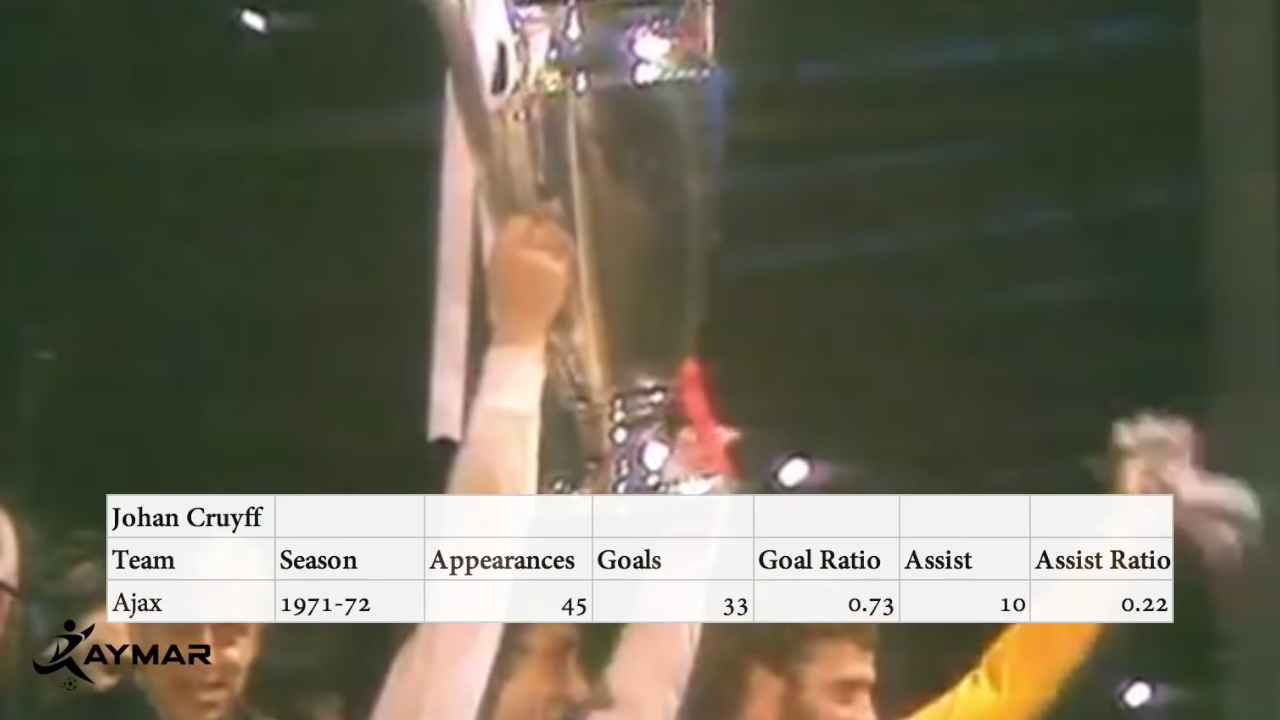 Johan Cruyff
Team Season Appearances Goals Goal Ratio Assist Assist Ratio
Ajax 1971-72 45 33 0.73 10 0.22
KAYMAR